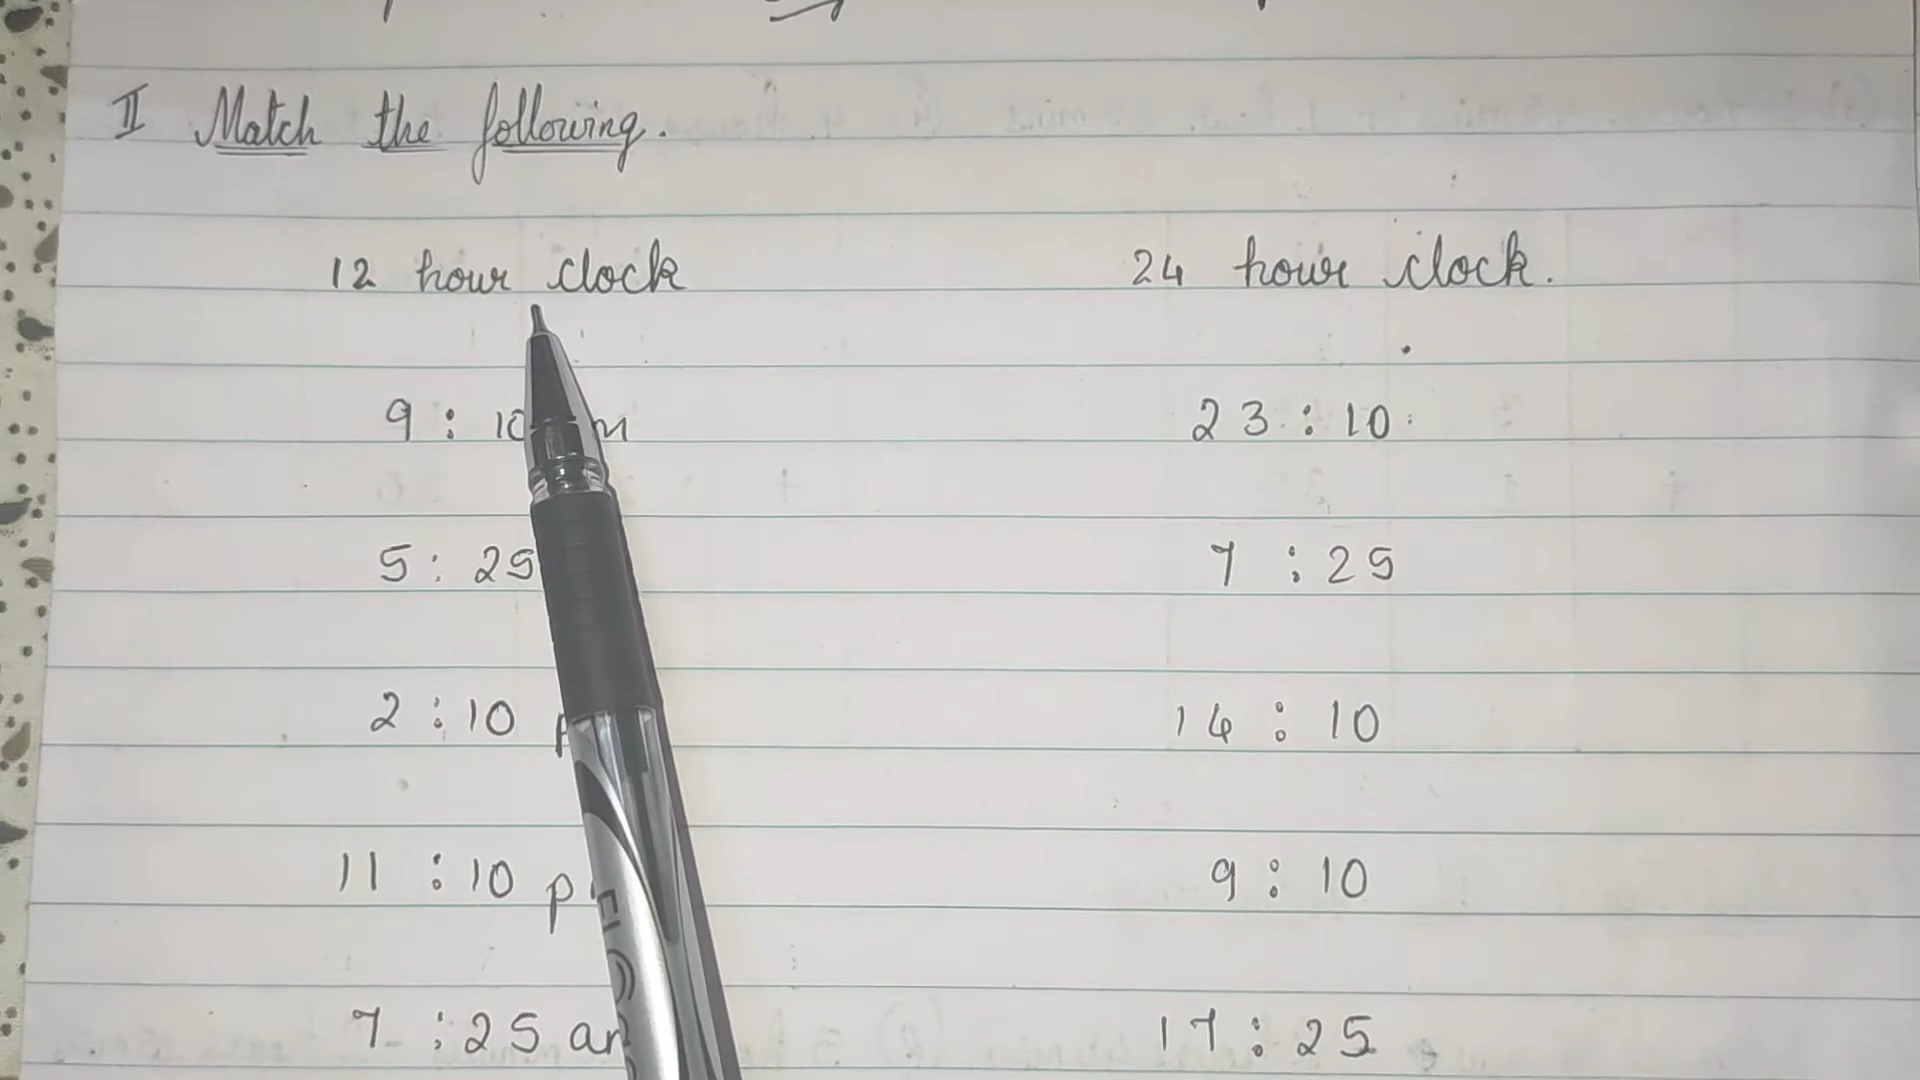 II Match the following.
12 hour clock 24 hour clock.
9 : 10 23 : 10
5 : 25 7 : 25
2 : 10 14 : 10
11 : 10 9 : 10
7 : 25 17 : 25